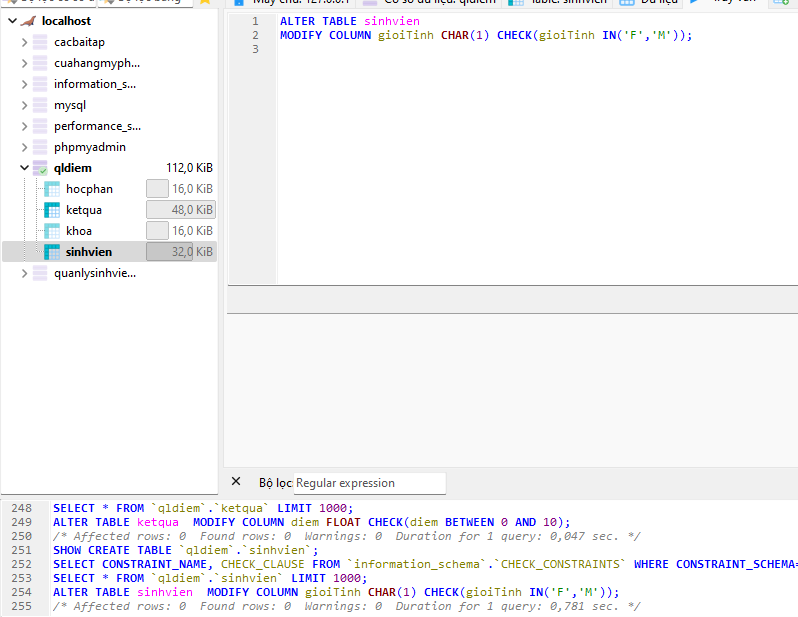 localhost
cacbaitap
cuahangmyph...
information_s...
mysql
performance_s...
phpmyadmin
qldiem 112,0 KiB
hocphan 16,0 KiB
ketqua 48,0 KiB
khoa 16,0 KiB
sinhvien 32,0 KiB
quanlysinhvie...
1 ALTER TABLE sinhvien
2 MODIFY COLUMN gioiTinh CHAR(1) CHECK(gioiTinh IN('F','M'));
3
Bộ lọc: Regular expression
248 SELECT * FROM `qldiem`.`ketqua` LIMIT 1000;
249 ALTER TABLE ketqua  MODIFY COLUMN diem FLOAT CHECK(diem BETWEEN 0 AND 10);
250 /* Affected rows: 0  Found rows: 0  Warnings: 0  Duration for 1 query: 0,047 sec. */
251 SHOW CREATE TABLE `qldiem`.`sinhvien`;
252 SELECT CONSTRAINT_NAME, CHECK_CLAUSE FROM `information_schema`.`CHECK_CONSTRAINTS` WHERE CONSTRAINT_SCHEMA=
253 SELECT * FROM `qldiem`.`sinhvien` LIMIT 1000;
254 ALTER TABLE sinhvien  MODIFY COLUMN gioiTinh CHAR(1) CHECK(gioiTinh IN('F','M'));
255 /* Affected rows: 0  Found rows: 0  Warnings: 0  Duration for 1 query: 0,781 sec. */